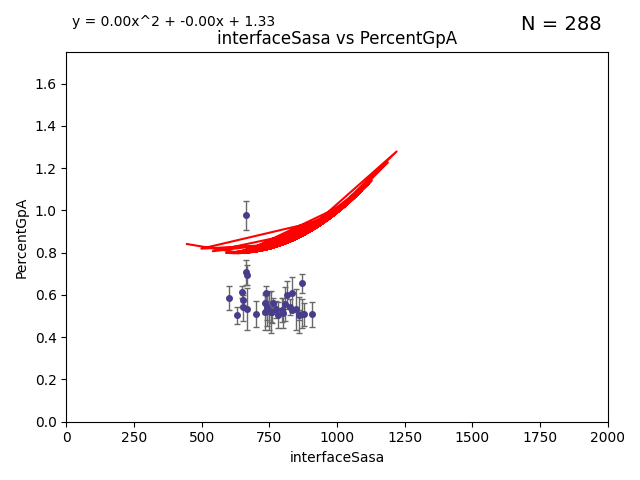 y = 0.00x^2 + -0.00x + 1.33
N = 288
interfaceSasa vs PercentGpA
PercentGpA
1.6
1.4
1.2
1.0
0.8
0.6
0.4
0.2
0.0
0 250 500 750 1000 1250 1500 1750 2000
interfaceSasa